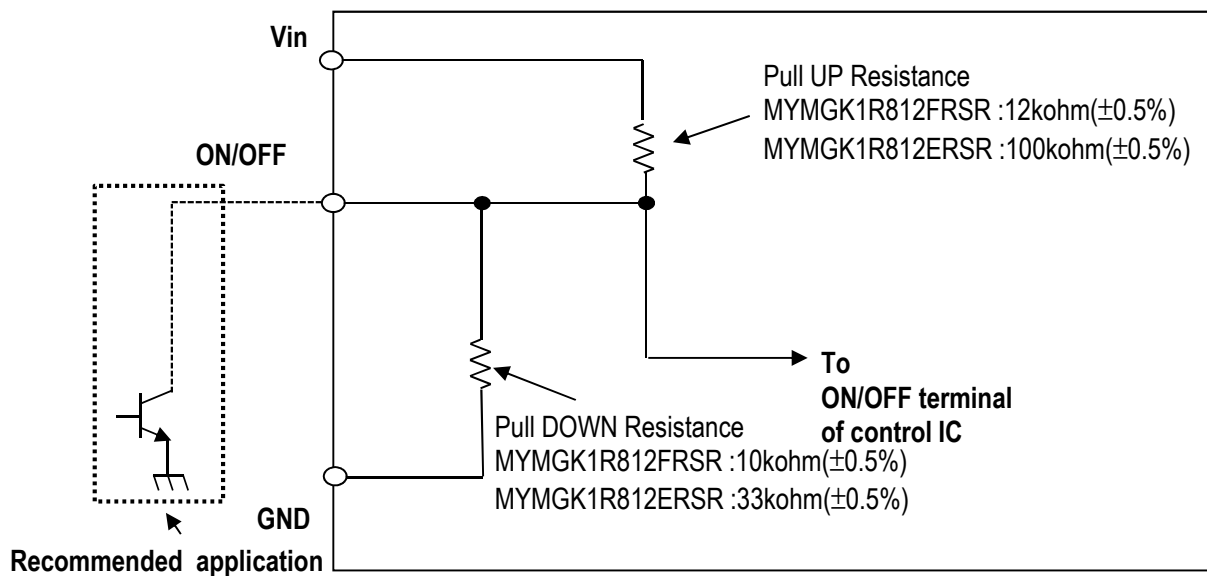 Vin
Pull UP Resistance
MYMGK1R812FRSR :12kohm(±0.5%)
MYMGK1R812ERSR :100kohm(±0.5%)
ON/OFF
To
ON/OFF terminal
of control IC
Pull DOWN Resistance
MYMGK1R812FRSR :10kohm(±0.5%)
MYMGK1R812ERSR :33kohm(±0.5%)
GND
Recommended application